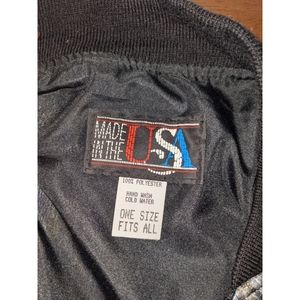 MADE
IN THE
USA
100% POLYESTER
HAND WASH
COLD WATER
ONE SIZE
FITS ALL